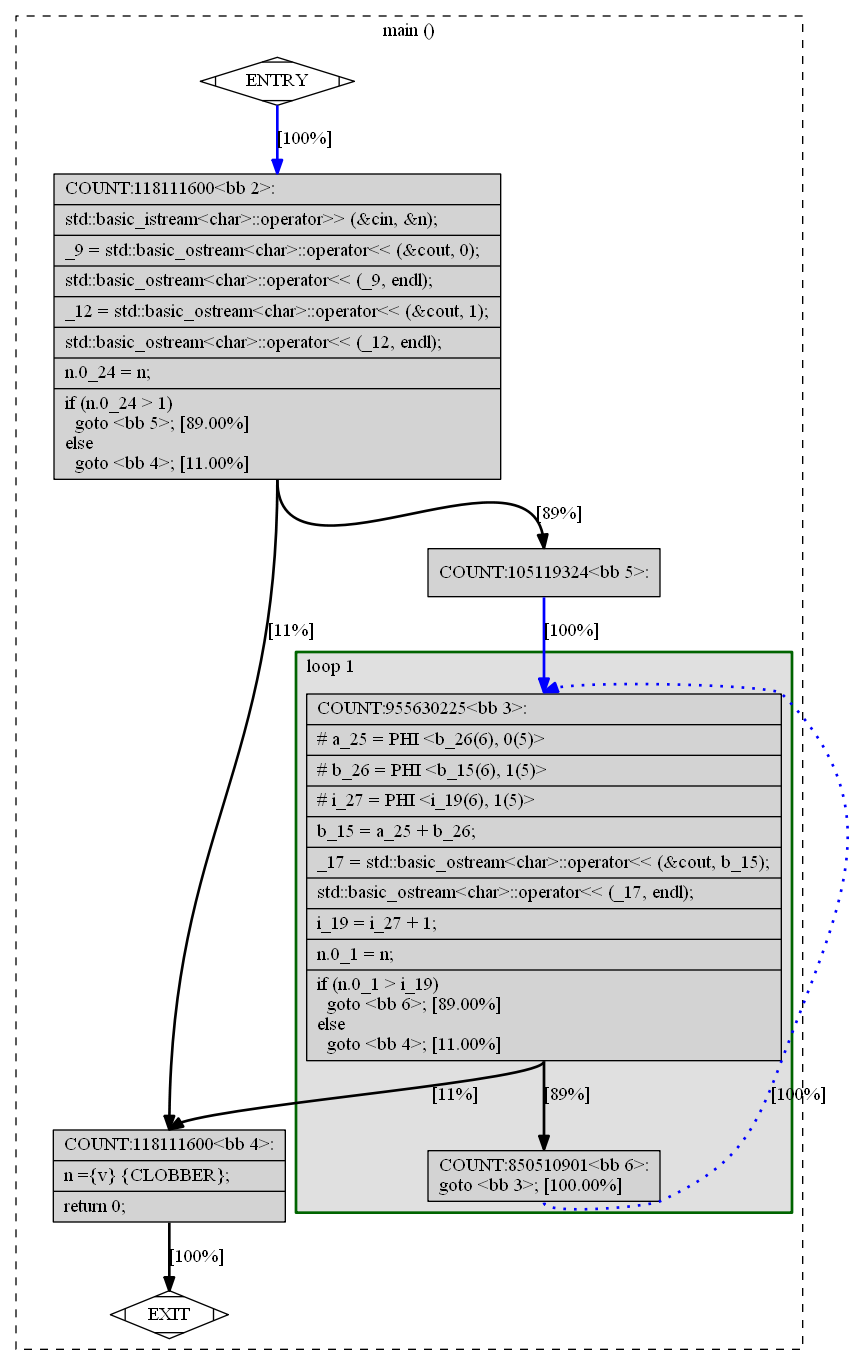 main ()
ENTRY
[100%]
COUNT:118111600<bb 2>:
std::basic_istream<char>::operator>> (&cin, &n);
_9 = std::basic_ostream<char>::operator<< (&cout, 0);
std::basic_ostream<char>::operator<< (_9, endl);
_12 = std::basic_ostream<char>::operator<< (&cout, 1);
std::basic_ostream<char>::operator<< (_12, endl);
n.0_24 = n;
if (n.0_24 > 1)
goto <bb 5>; [89.00%]
else
goto <bb 4>; [11.00%]
[89%]
COUNT:105119324<bb 5>:
[11%]
[100%]
loop 1
COUNT:955630225<bb 3>:
# a_25 = PHI <b_26(6), 0(5)>
# b_26 = PHI <b_15(6), 1(5)>
# i_27 = PHI <i_19(6), 1(5)>
b_15 = a_25 + b_26;
_17 = std::basic_ostream<char>::operator<< (&cout, b_15);
std::basic_ostream<char>::operator<< (_17, endl);
i_19 = i_27 + 1;
n.0_1 = n;
if (n.0_1 > i_19)
goto <bb 6>; [89.00%]
else
goto <bb 4>; [11.00%]
[11%]
[89%]
[100%]
COUNT:118111600<bb 4>:
n ={v} {CLOBBER};
return 0;
COUNT:850510901<bb 6>:
goto <bb 3>; [100.00%]
[100%]
EXIT